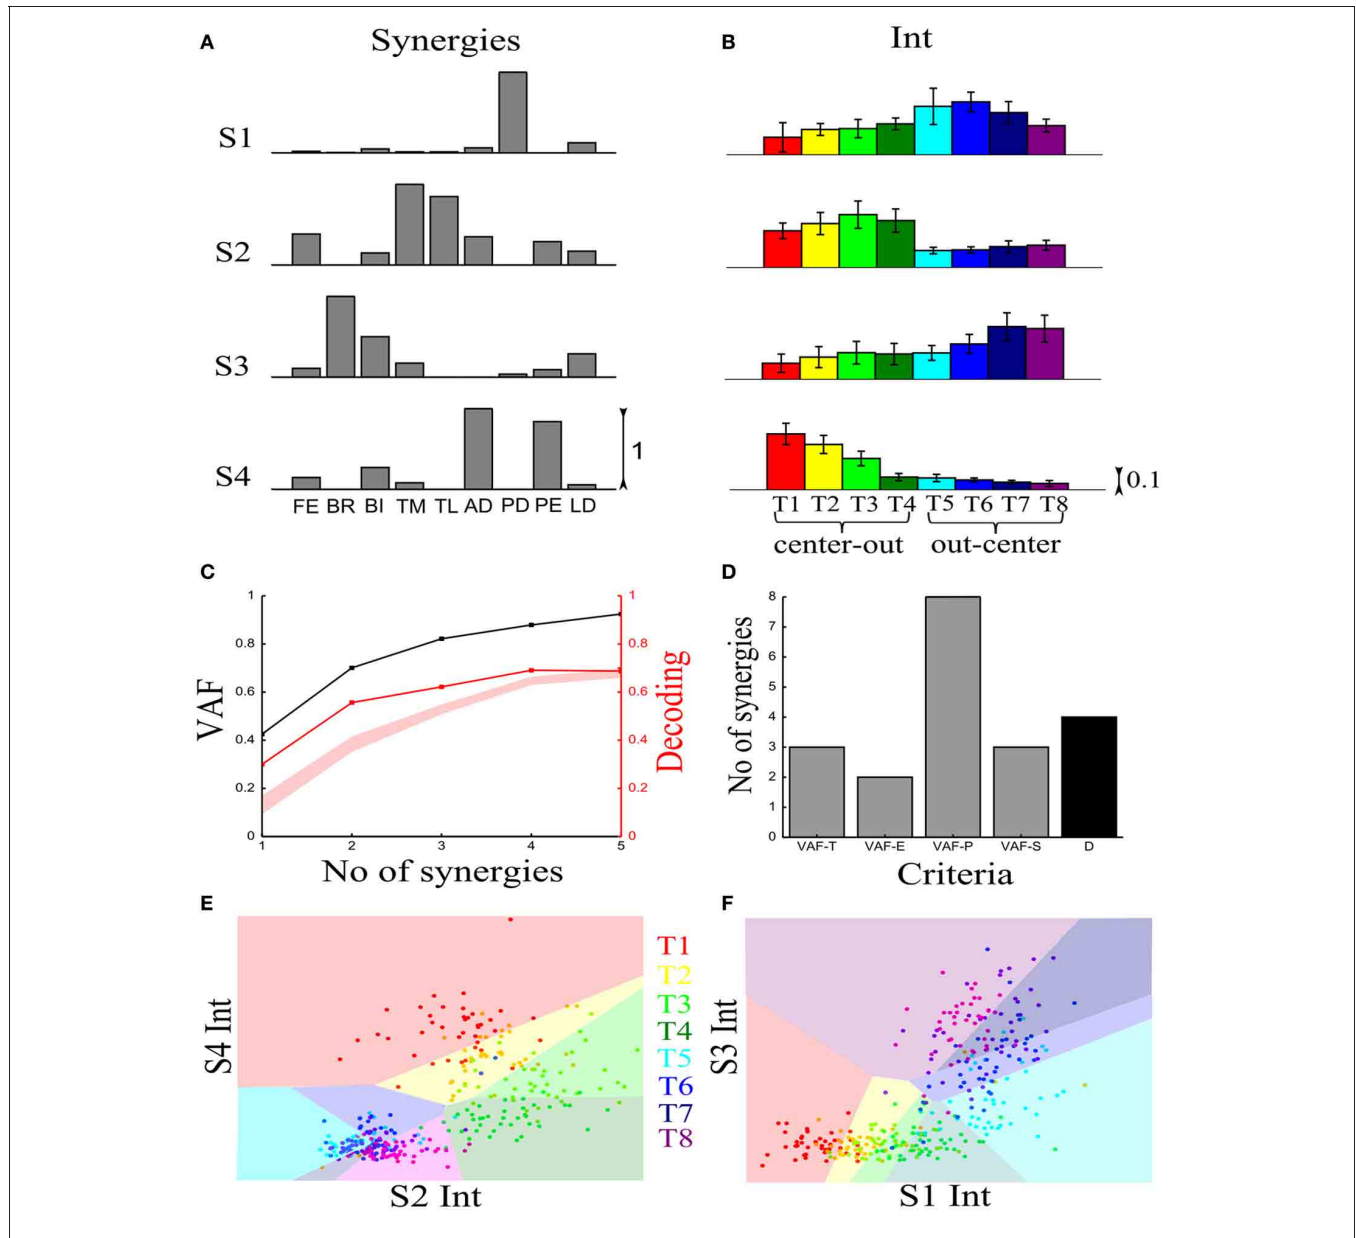 A
Synergies
S1
S2
S3
S4
1
FE BR BI TM TL AD PD PE LD
B
Int
0.1
T1 T2 T3 T4 T5 T6 T7 T8
center-out
out-center
C
1
0.8
0.6
0.4
0.2
0
VAF
1
0.8
0.6
0.4
0.2
0
Decoding
1 2 3 4 5
No of synergies
D
8
7
6
5
4
3
2
1
0
No of synergies
VAF-T VAF-E VAF-P VAF-S D
Criteria
E
S4 Int
S2 Int
T1
T2
T3
T4
T5
T6
T7
T8
F
S3 Int
S1 Int